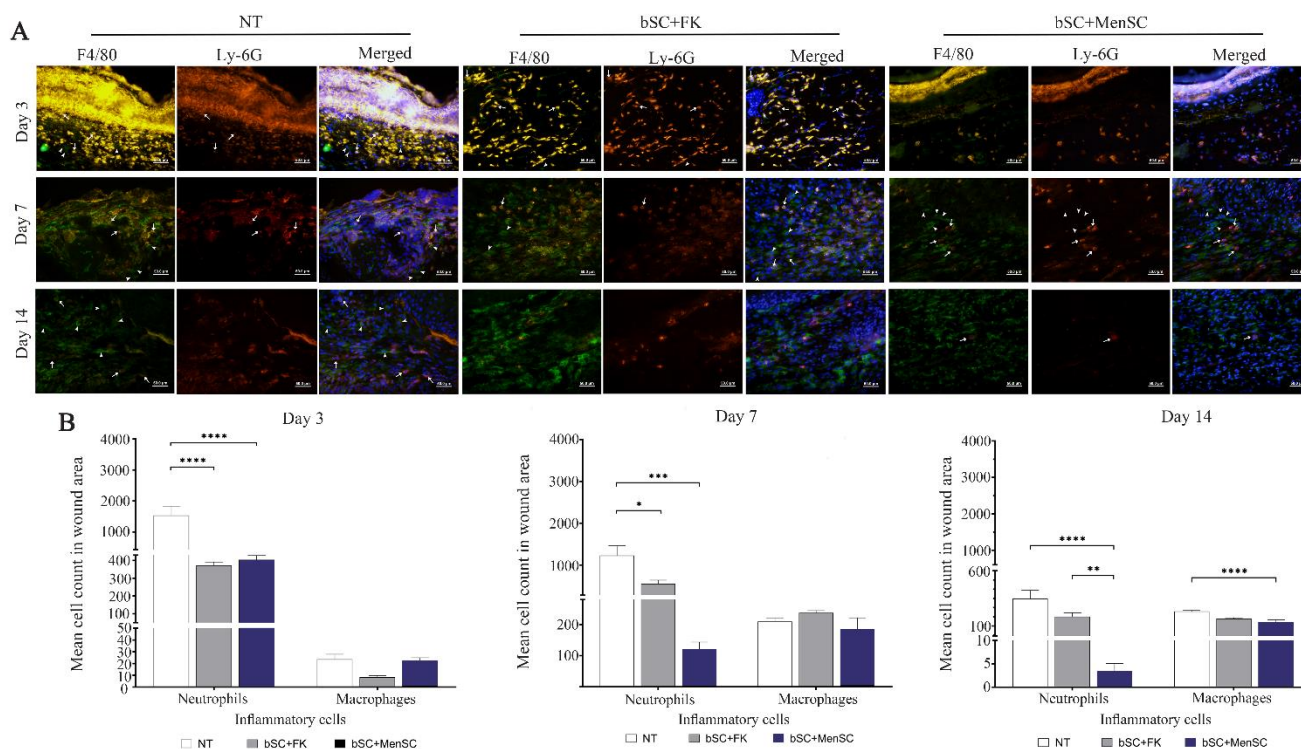 A
NT bSC+FK bSC+MenSC
F4/80 Ly-6G Merged F4/80 Ly-6G Merged F4/80 Ly-6G Merged
Day 3
Day 7
Day 14
B
Day 3
Mean cell count in wound area
4000
3000
2000
1000
400
300
200
100
50
40
30
20
10
0
****
****
Neutrophils Macrophages
Inflammatory cells
NT bSC+FK bSC+MenSC
Day 7
Mean cell count in wound area
4000
3000
2000
1000
200
100
***
*
Neutrophils Macrophages
Inflammatory cells
NT bSC+FK bSC+MenSC
Day 14
Mean cell count in wound area
4000
3000
2000
1000
600
100
10
5
0
****
**
****
Neutrophils Macrophages
Inflammatory cells
NT bSC+FK bSC+MenSC